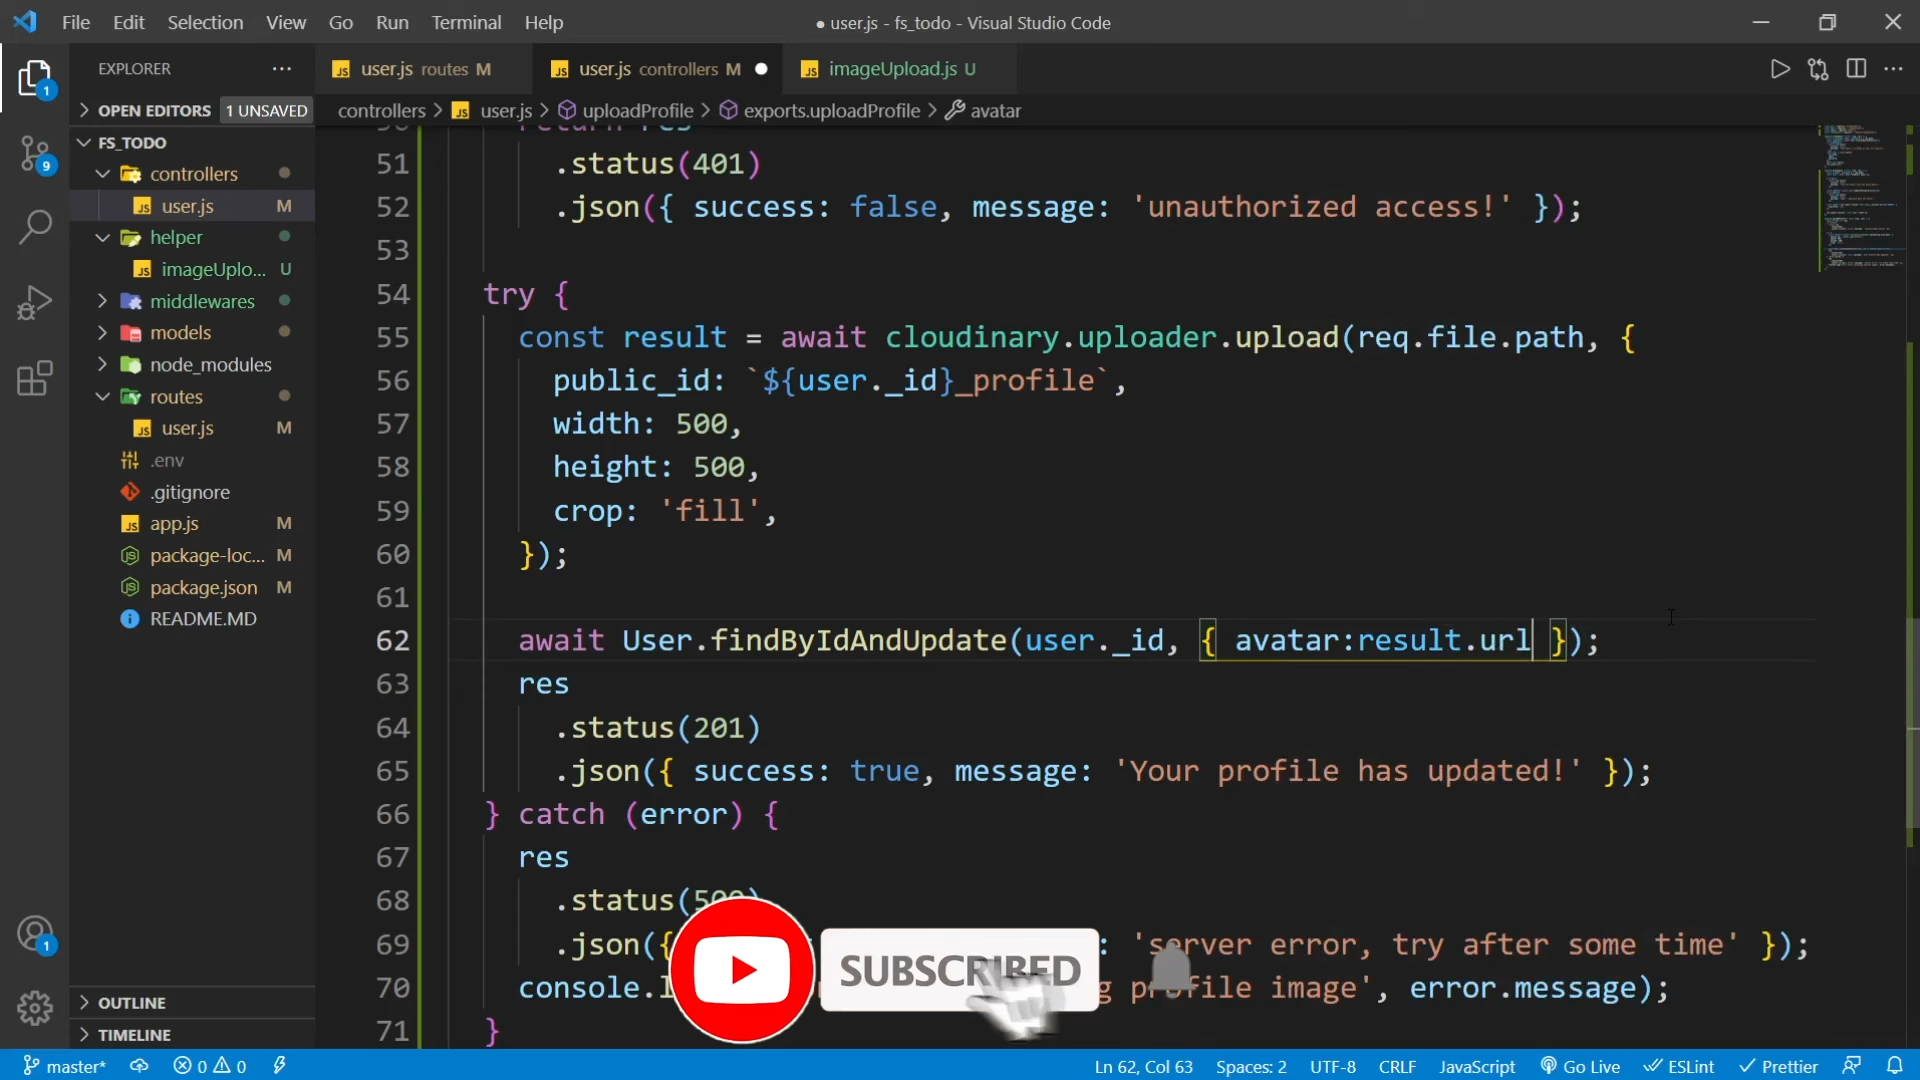 File Edit Selection View Go Run Terminal Help
● user.js - fs_todo - Visual Studio Code
EXPLORER
user.js routes M
user.js controllers M
imageUpload.js U
OPEN EDITORS 1 UNSAVED
controllers > user.js > uploadProfile > exports.uploadProfile > avatar
FS_TODO
controllers
user.js M
helper
imageUplo... U
middlewares
models
node_modules
routes
user.js M
.env
.gitignore
app.js M
package-loc... M
package.json M
README.MD
OUTLINE
TIMELINE
50 return res
51 .status(401)
52 .json({ success: false, message: 'unauthorized access!' });
53
54 try {
55 const result = await cloudinary.uploader.upload(req.file.path, {
56 public_id: `${user._id}_profile`,
57 width: 500,
58 height: 500,
59 crop: 'fill',
60 });
61
62 await User.findByIdAndUpdate(user._id, { avatar:result.url });
63 res
64 .status(201)
65 .json({ success: true, message: 'Your profile has updated!' });
66 } catch (error) {
67 res
68 .status(500)
69 .json({ : 'server error, try after some time' });
70 console.l g profile image', error.message);
71 }
SUBSCRIBED
1
9
1
master* 0 0
Ln 62, Col 63 Spaces: 2 UTF-8 CRLF JavaScript Go Live ESLint Prettier